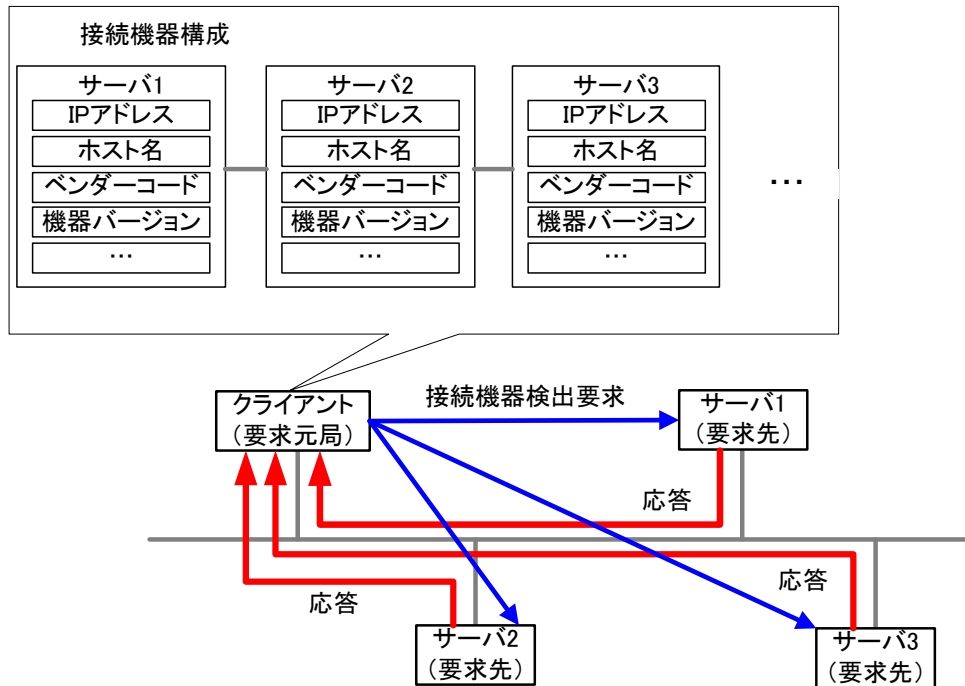 接続機器構成
サーバ1
IPアドレス
ホスト名
ベンダーコード
機器バージョン
…
サーバ2
IPアドレス
ホスト名
ベンダーコード
機器バージョン
…
サーバ3
IPアドレス
ホスト名
ベンダーコード
機器バージョン
…
…
クライアント
(要求元局)
接続機器検出要求
サーバ1
(要求先)
応答
応答
応答
サーバ2
(要求先)
サーバ3
(要求先)